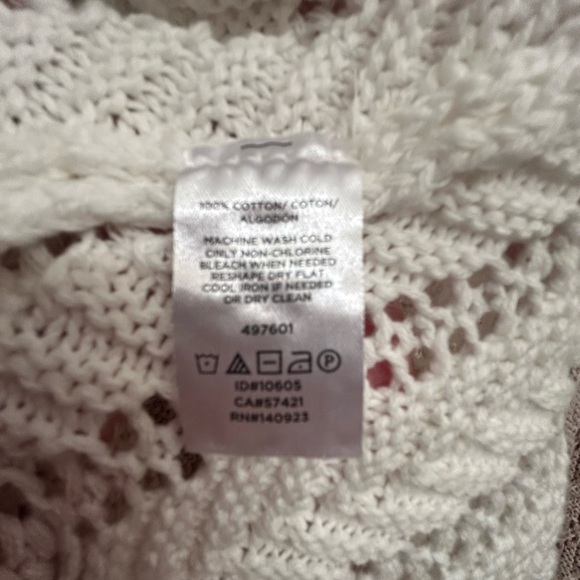 100% COTTON/ COTON/
ALGODÓN
MACHINE WASH COLD
ONLY NON-CHLORINE
BLEACH WHEN NEEDED
RESHAPE DRY FLAT
COOL IRON IF NEEDED
OR DRY CLEAN
497601
P
ID#10605
CA#57421
RN#140923